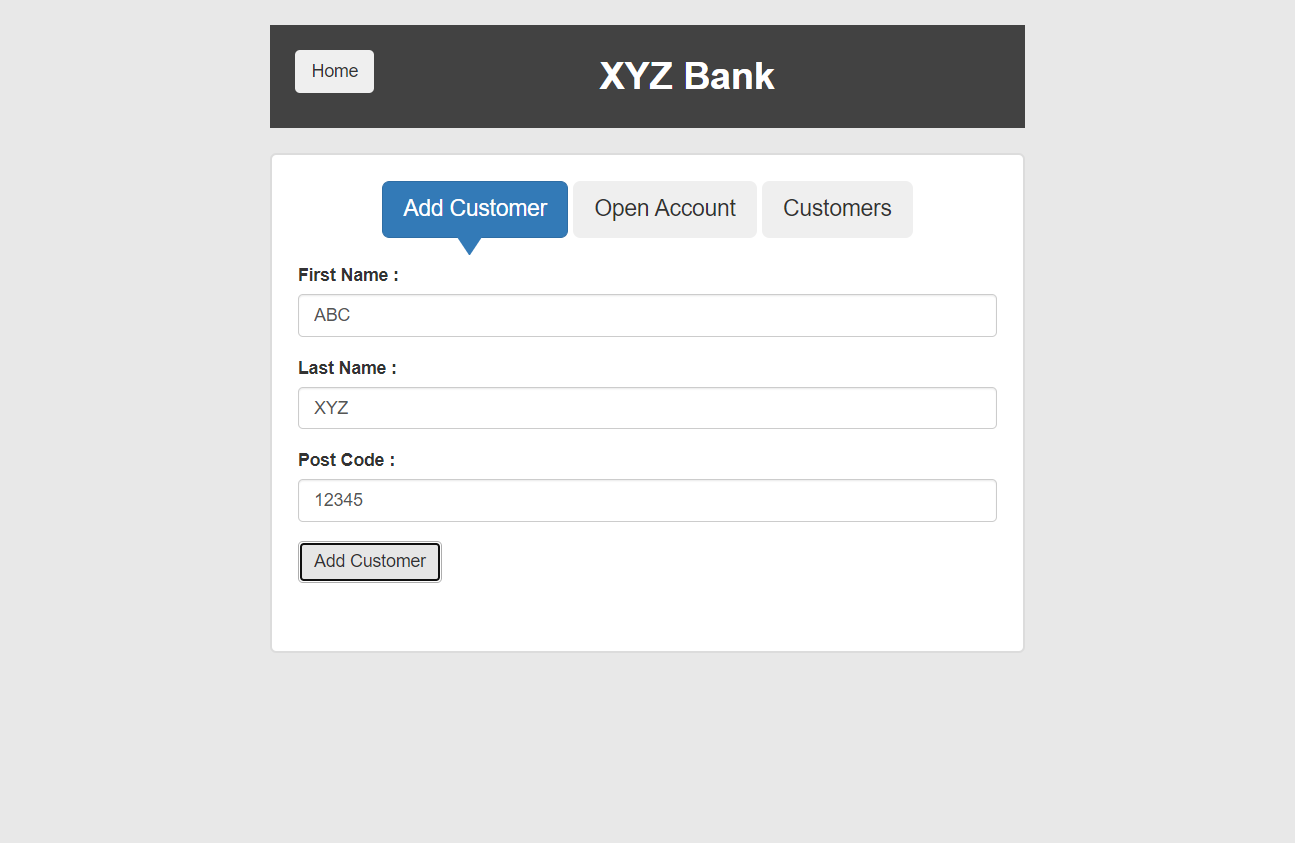 Home
XYZ Bank
Add Customer Open Account Customers
First Name :
ABC
Last Name :
XYZ
Post Code :
12345
Add Customer